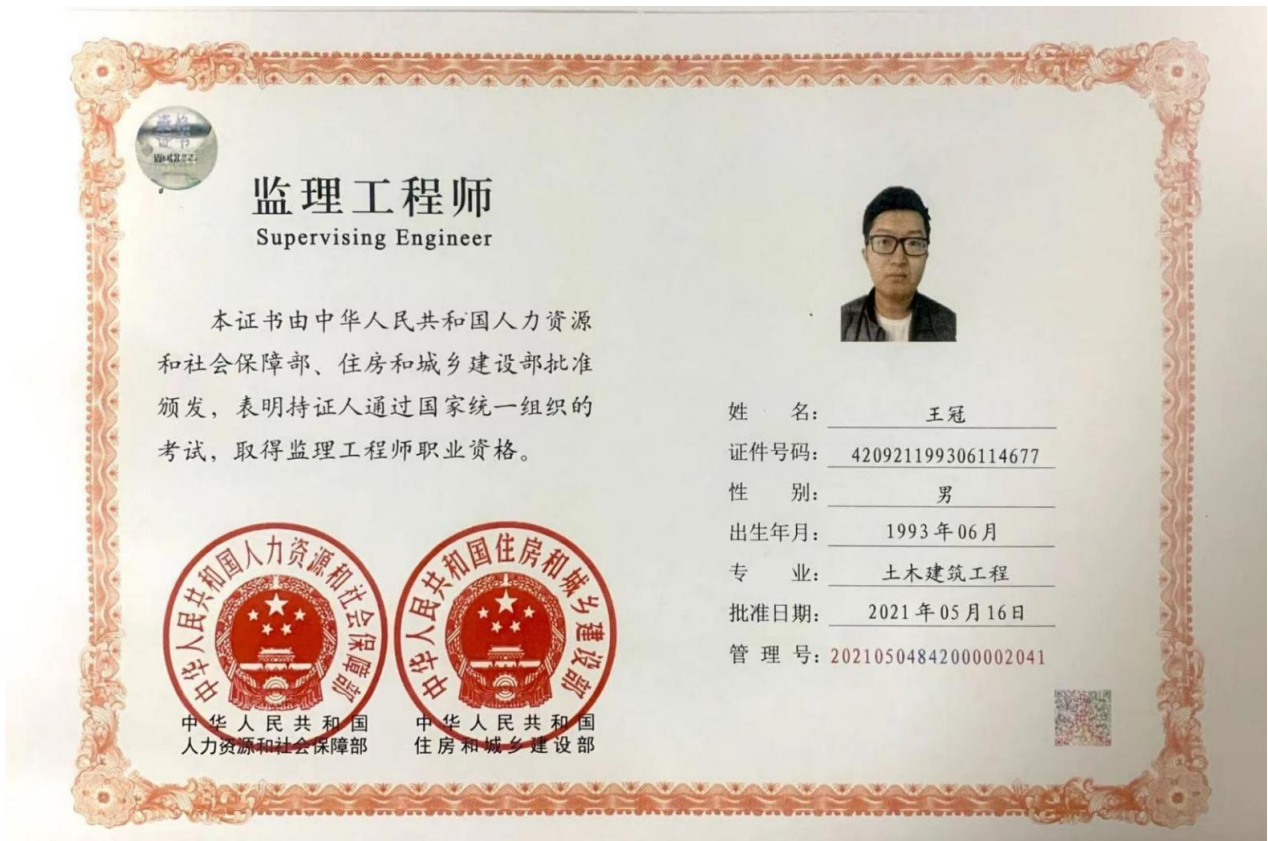 监理工程师
Supervising Engineer
本证书由中华人民共和国人力资源
和社会保障部、住房和城乡建设部批准
颁发，表明持证人通过国家统一组织的
考试，取得监理工程师职业资格。
中华人民共和国人力资源和社会保障部
中华人民共和国
人力资源和社会保障部
中华人民共和国住房和城乡建设部
中华人民共和国
住房和城乡建设部
姓 名：王冠
证件号码：420921199306114677
性 别：男
出生年月：1993年06月
专 业：土木建筑工程
批准日期：2021年05月16日
管 理 号：20210504842000002041